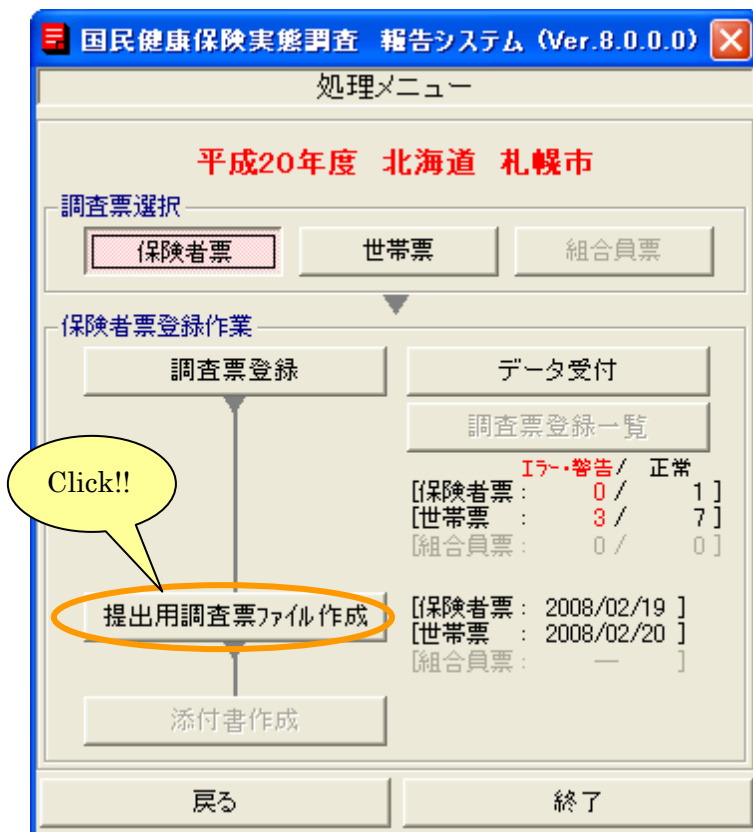 国民健康保険実態調査 報告システム (Ver.8.0.0.0)
処理メニュー
平成20年度 北海道 札幌市
調査票選択
保険者票 世帯票 組合員票
保険者票登録作業
調査票登録 データ受付
調査票登録一覧
エラー・警告/ 正常
[保険者票: 0/ 1]
[世帯票 : 3/ 7]
[組合員票: 0/ 0]
Click!!
提出用調査票ファイル作成
[保険者票: 2008/02/19 ]
[世帯票 : 2008/02/20 ]
[組合員票: ― ]
添付書作成
戻る 終了